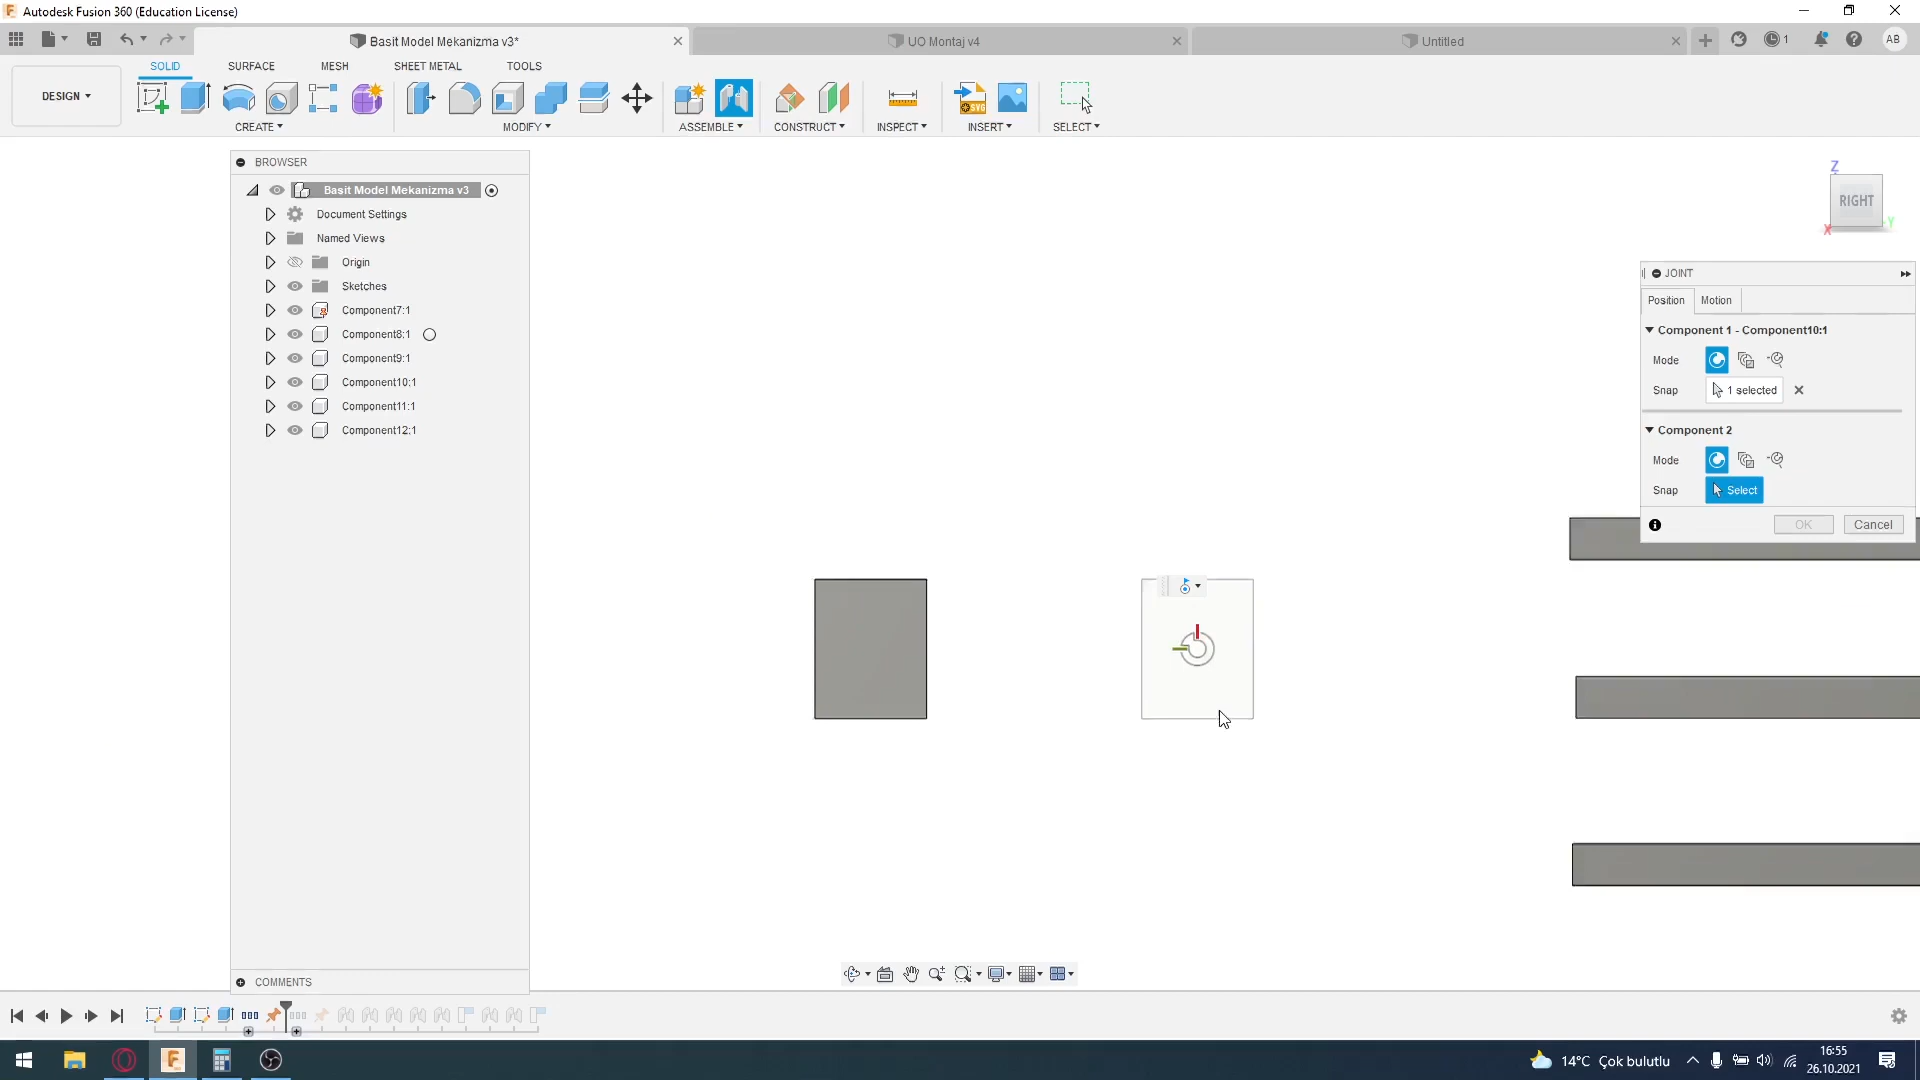 Autodesk Fusion 360 (Education License)
Basit Model Mekanizma v3*
UO Montaj v4
Untitled
1
AB
DESIGN
SOLID
SURFACE
MESH
SHEET METAL
TOOLS
CREATE
MODIFY
ASSEMBLE
CONSTRUCT
INSPECT
INSERT
SELECT
SVG
BROWSER
Basit Model Mekanizma v3
Document Settings
Named Views
Origin
Sketches
Component7:1
Component8:1
Component9:1
Component10:1
Component11:1
Component12:1
Z
RIGHT
X
Y
JOINT
Position
Motion
Component 1 - Component10:1
Mode
Snap
1 selected
Component 2
Mode
Snap
Select
OK
Cancel
COMMENTS
14°C Çok bulutlu
16:55
26.10.2021